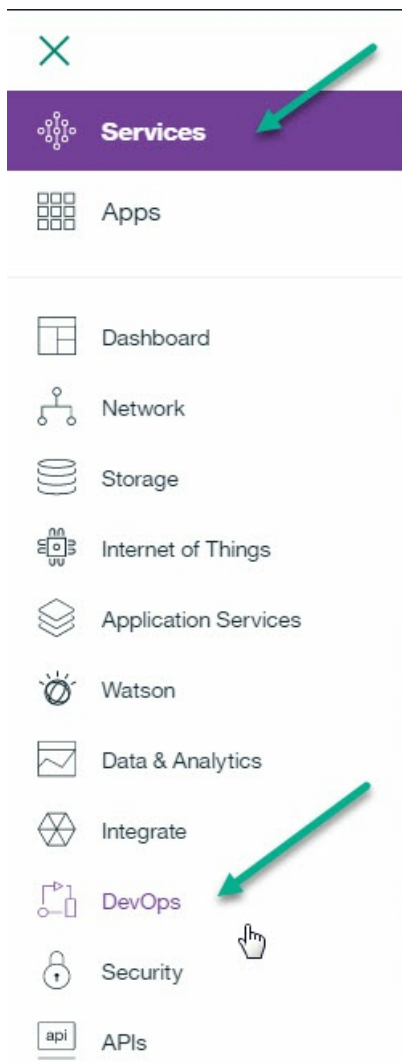 Services
Apps
Dashboard
Network
Storage
Internet of Things
Application Services
Watson
Data & Analytics
Integrate
DevOps
Security
api
APIs